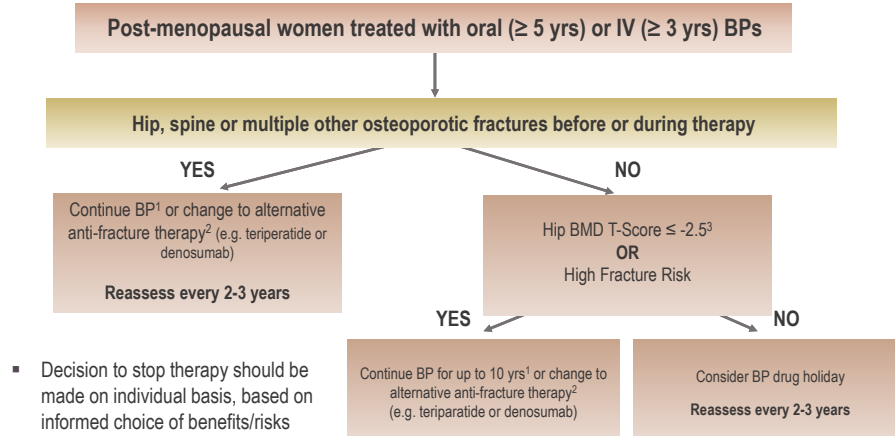 Post-menopausal women treated with oral (≥ 5 yrs) or IV (≥ 3 yrs) BPs
Hip, spine or multiple other osteoporotic fractures before or during therapy
YES
NO
Continue BP¹ or change to alternative
anti-fracture therapy² (e.g. teriperatide or
denosumab)
Reassess every 2-3 years
Hip BMD T-Score ≤ -2.5³
OR
High Fracture Risk
YES
NO
▪ Decision to stop therapy should be
made on individual basis, based on
informed choice of benefits/risks
Continue BP for up to 10 yrs¹ or change to
alternative anti-fracture therapy²
(e.g. teriparatide or denosumab)
Consider BP drug holiday
Reassess every 2-3 years